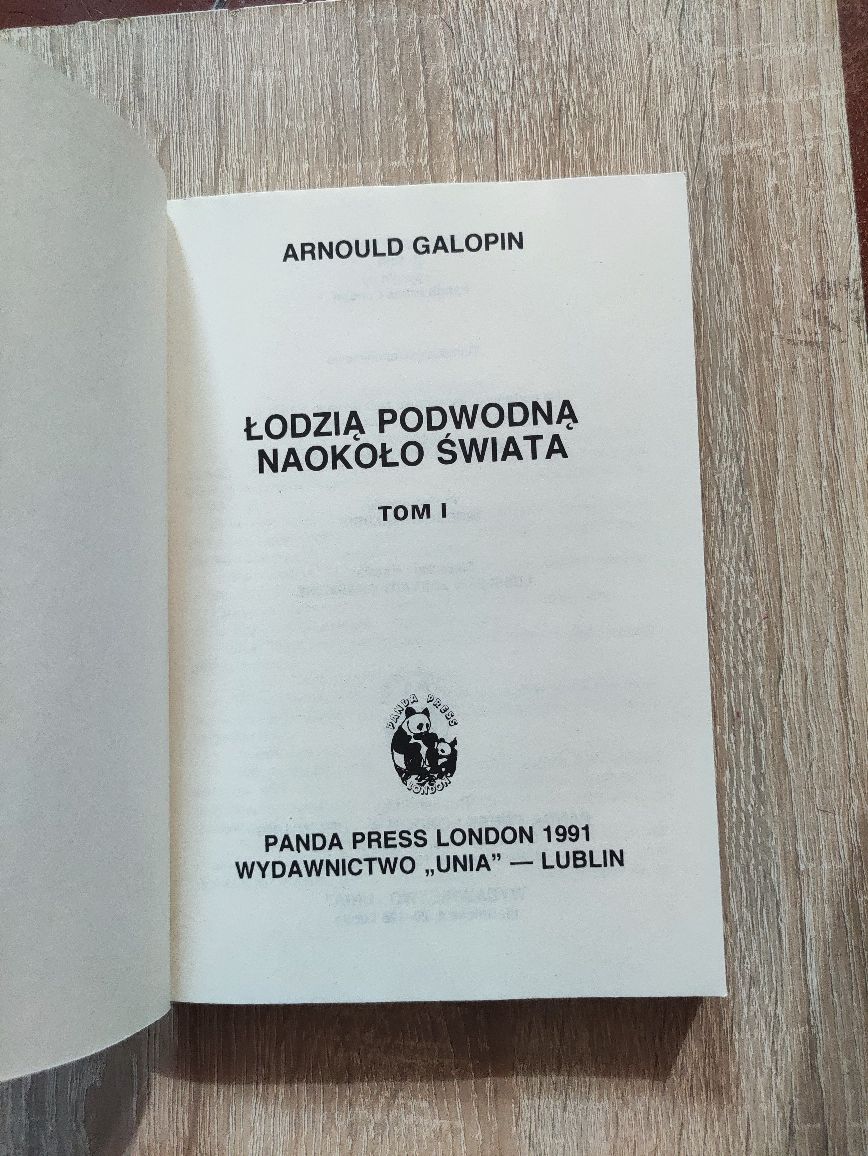 ARNOULD GALOPIN
ŁODZIĄ PODWODNĄ
NAOKOŁO ŚWIATA
TOM I
PANDA PRESS
LONDON
PANDA PRESS LONDON 1991
WYDAWNICTWO „UNIA” — LUBLIN